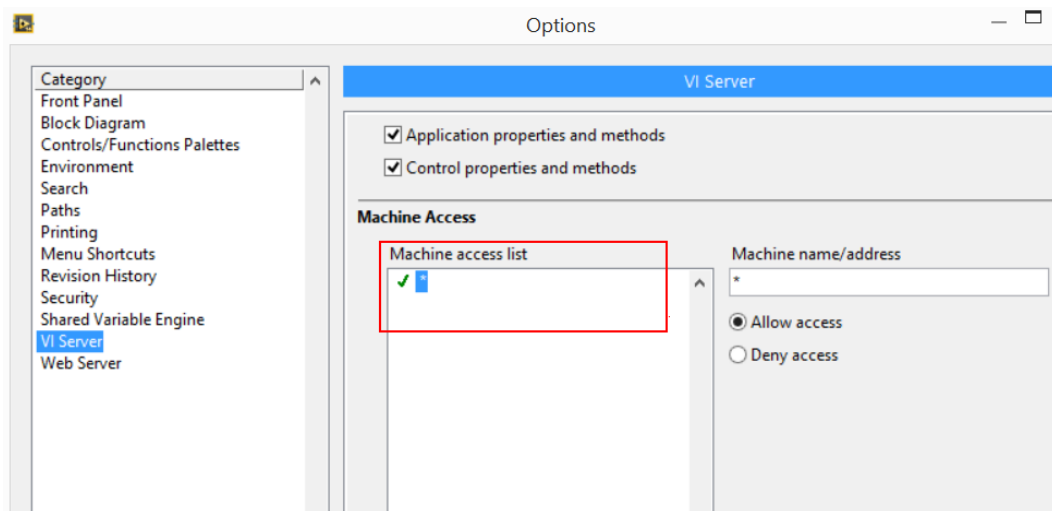 Options
Category
Front Panel
Block Diagram
Controls/Functions Palettes
Environment
Search
Paths
Printing
Menu Shortcuts
Revision History
Security
Shared Variable Engine
VI Server
Web Server
VI Server
Application properties and methods
Control properties and methods
Machine Access
Machine access list
*
Machine name/address
*
Allow access
Deny access